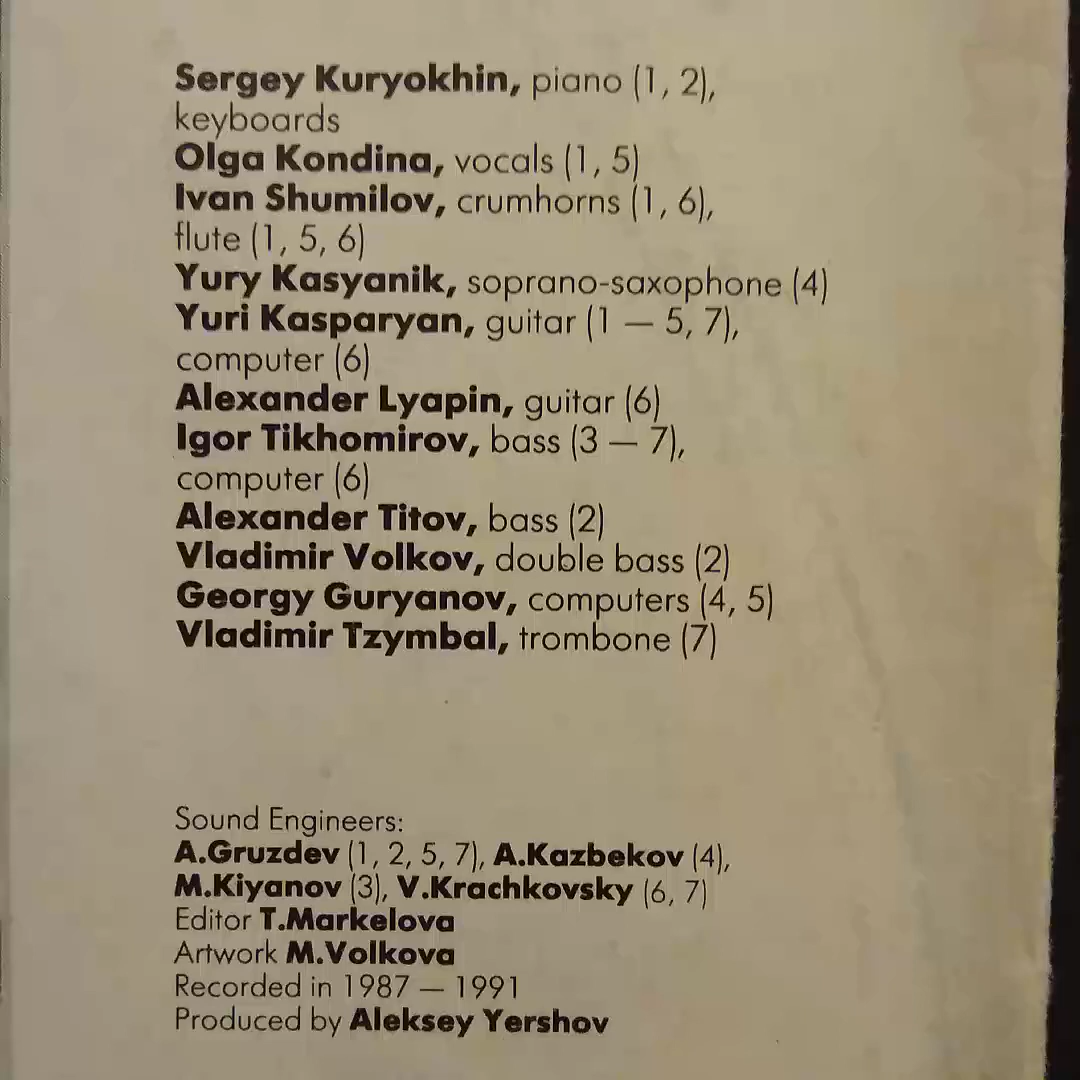 Sergey Kuryokhin, piano (1, 2),
keyboards
Olga Kondina, vocals (1, 5)
Ivan Shumilov, crumhorns (1, 6),
flute (1, 5, 6)
Yury Kasyanik, soprano-saxophone (4)
Yuri Kasparyan, guitar (1 — 5, 7),
computer (6)
Alexander Lyapin, guitar (6)
Igor Tikhomirov, bass (3 — 7),
computer (6)
Alexander Titov, bass (2)
Vladimir Volkov, double bass (2)
Georgy Guryanov, computers (4, 5)
Vladimir Tzymbal, trombone (7)
Sound Engineers:
A.Gruzdev (1, 2, 5, 7), A.Kazbekov (4),
M.Kiyanov (3), V.Krachkovsky (6, 7)
Editor T.Markelova
Artwork M.Volkova
Recorded in 1987 — 1991
Produced by Aleksey Yershov